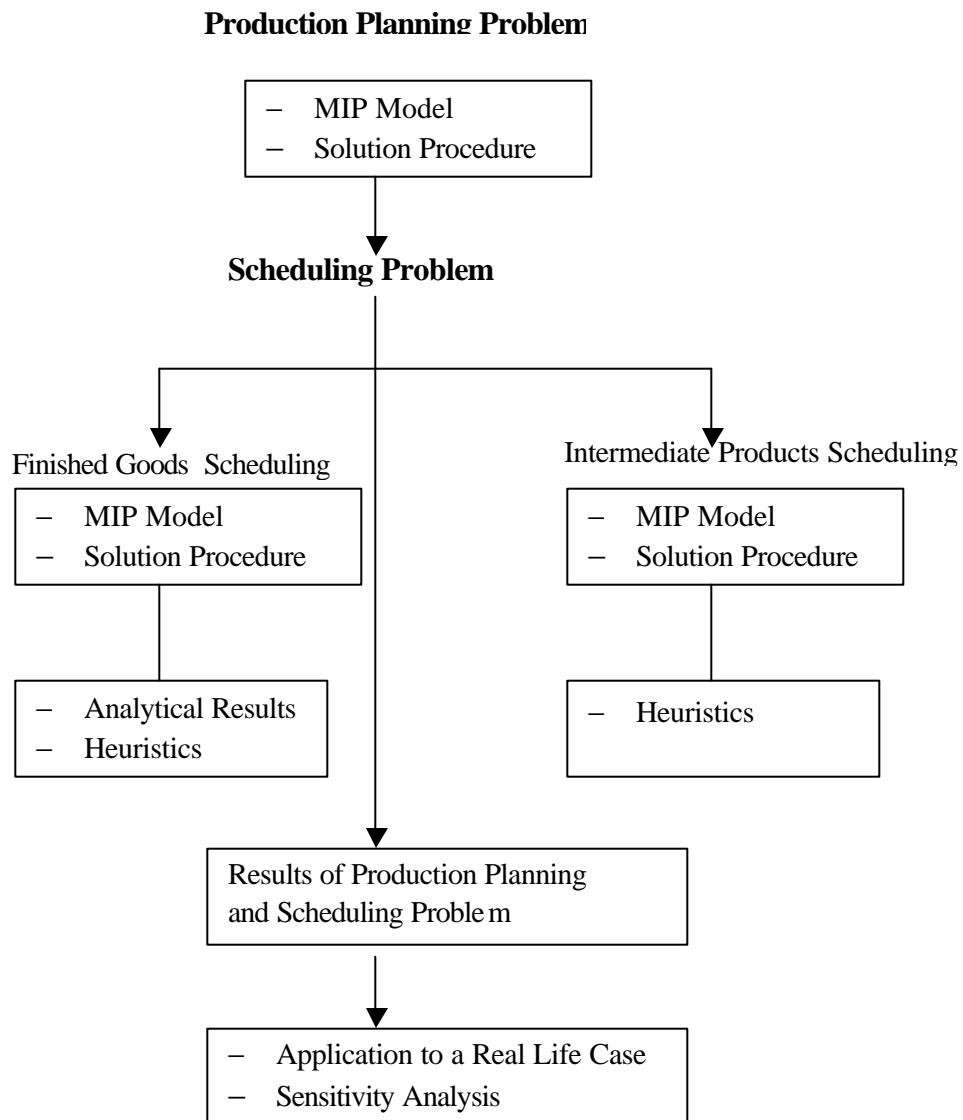 Production Planning Problem
– MIP Model
– Solution Procedure
Scheduling Problem
Finished Goods Scheduling
– MIP Model
– Solution Procedure
– Analytical Results
– Heuristics
Intermediate Products Scheduling
– MIP Model
– Solution Procedure
– Heuristics
Results of Production Planning
and Scheduling Problem
– Application to a Real Life Case
– Sensitivity Analysis